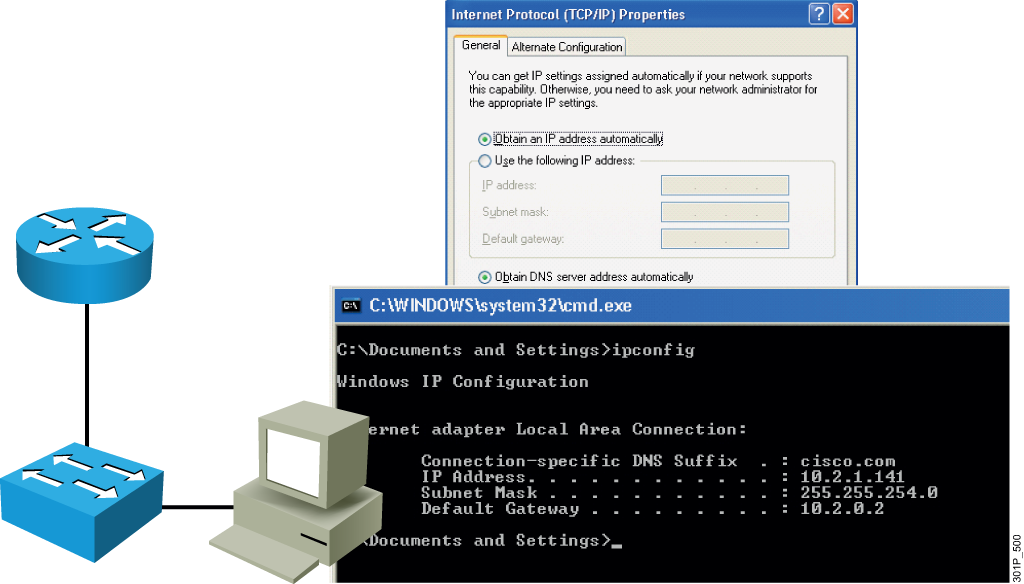 Internet Protocol (TCP/IP) Properties
General
Alternate Configuration
You can get IP settings assigned automatically if your network supports
this capability. Otherwise, you need to ask your network administrator for
the appropriate IP settings.
Obtain an IP address automatically
Use the following IP address:
IP address:
Subnet mask:
Default gateway:
Obtain DNS server address automatically
C:\WINDOWS\system32\cmd.exe
C:\Documents and Settings>ipconfig
Windows IP Configuration
ernet adapter Local Area Connection:
Connection-specific DNS Suffix . : cisco.com
IP Address. . . . . . . . . . . . : 10.2.1.141
Subnet Mask . . . . . . . . . . . : 255.255.254.0
Default Gateway . . . . . . . . . : 10.2.0.2
\Documents and Settings>_
301P_500